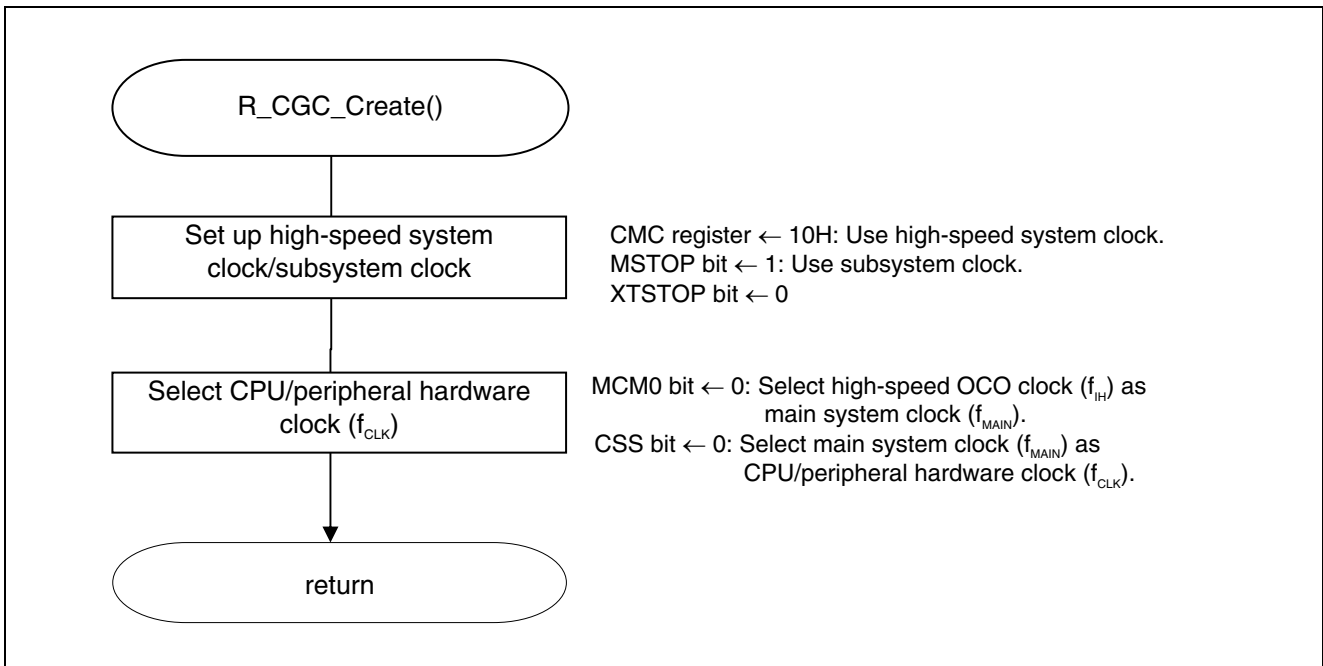 R_CGC_Create()
Set up high-speed system
clock/subsystem clock
CMC register ← 10H: Use high-speed system clock.
MSTOP bit ← 1: Use subsystem clock.
XTSTOP bit ← 0
Select CPU/peripheral hardware
clock (fCLK)
MCM0 bit ← 0: Select high-speed OCO clock (fIH) as
main system clock (fMAIN).
CSS bit ← 0: Select main system clock (fMAIN) as
CPU/peripheral hardware clock (fCLK).
return